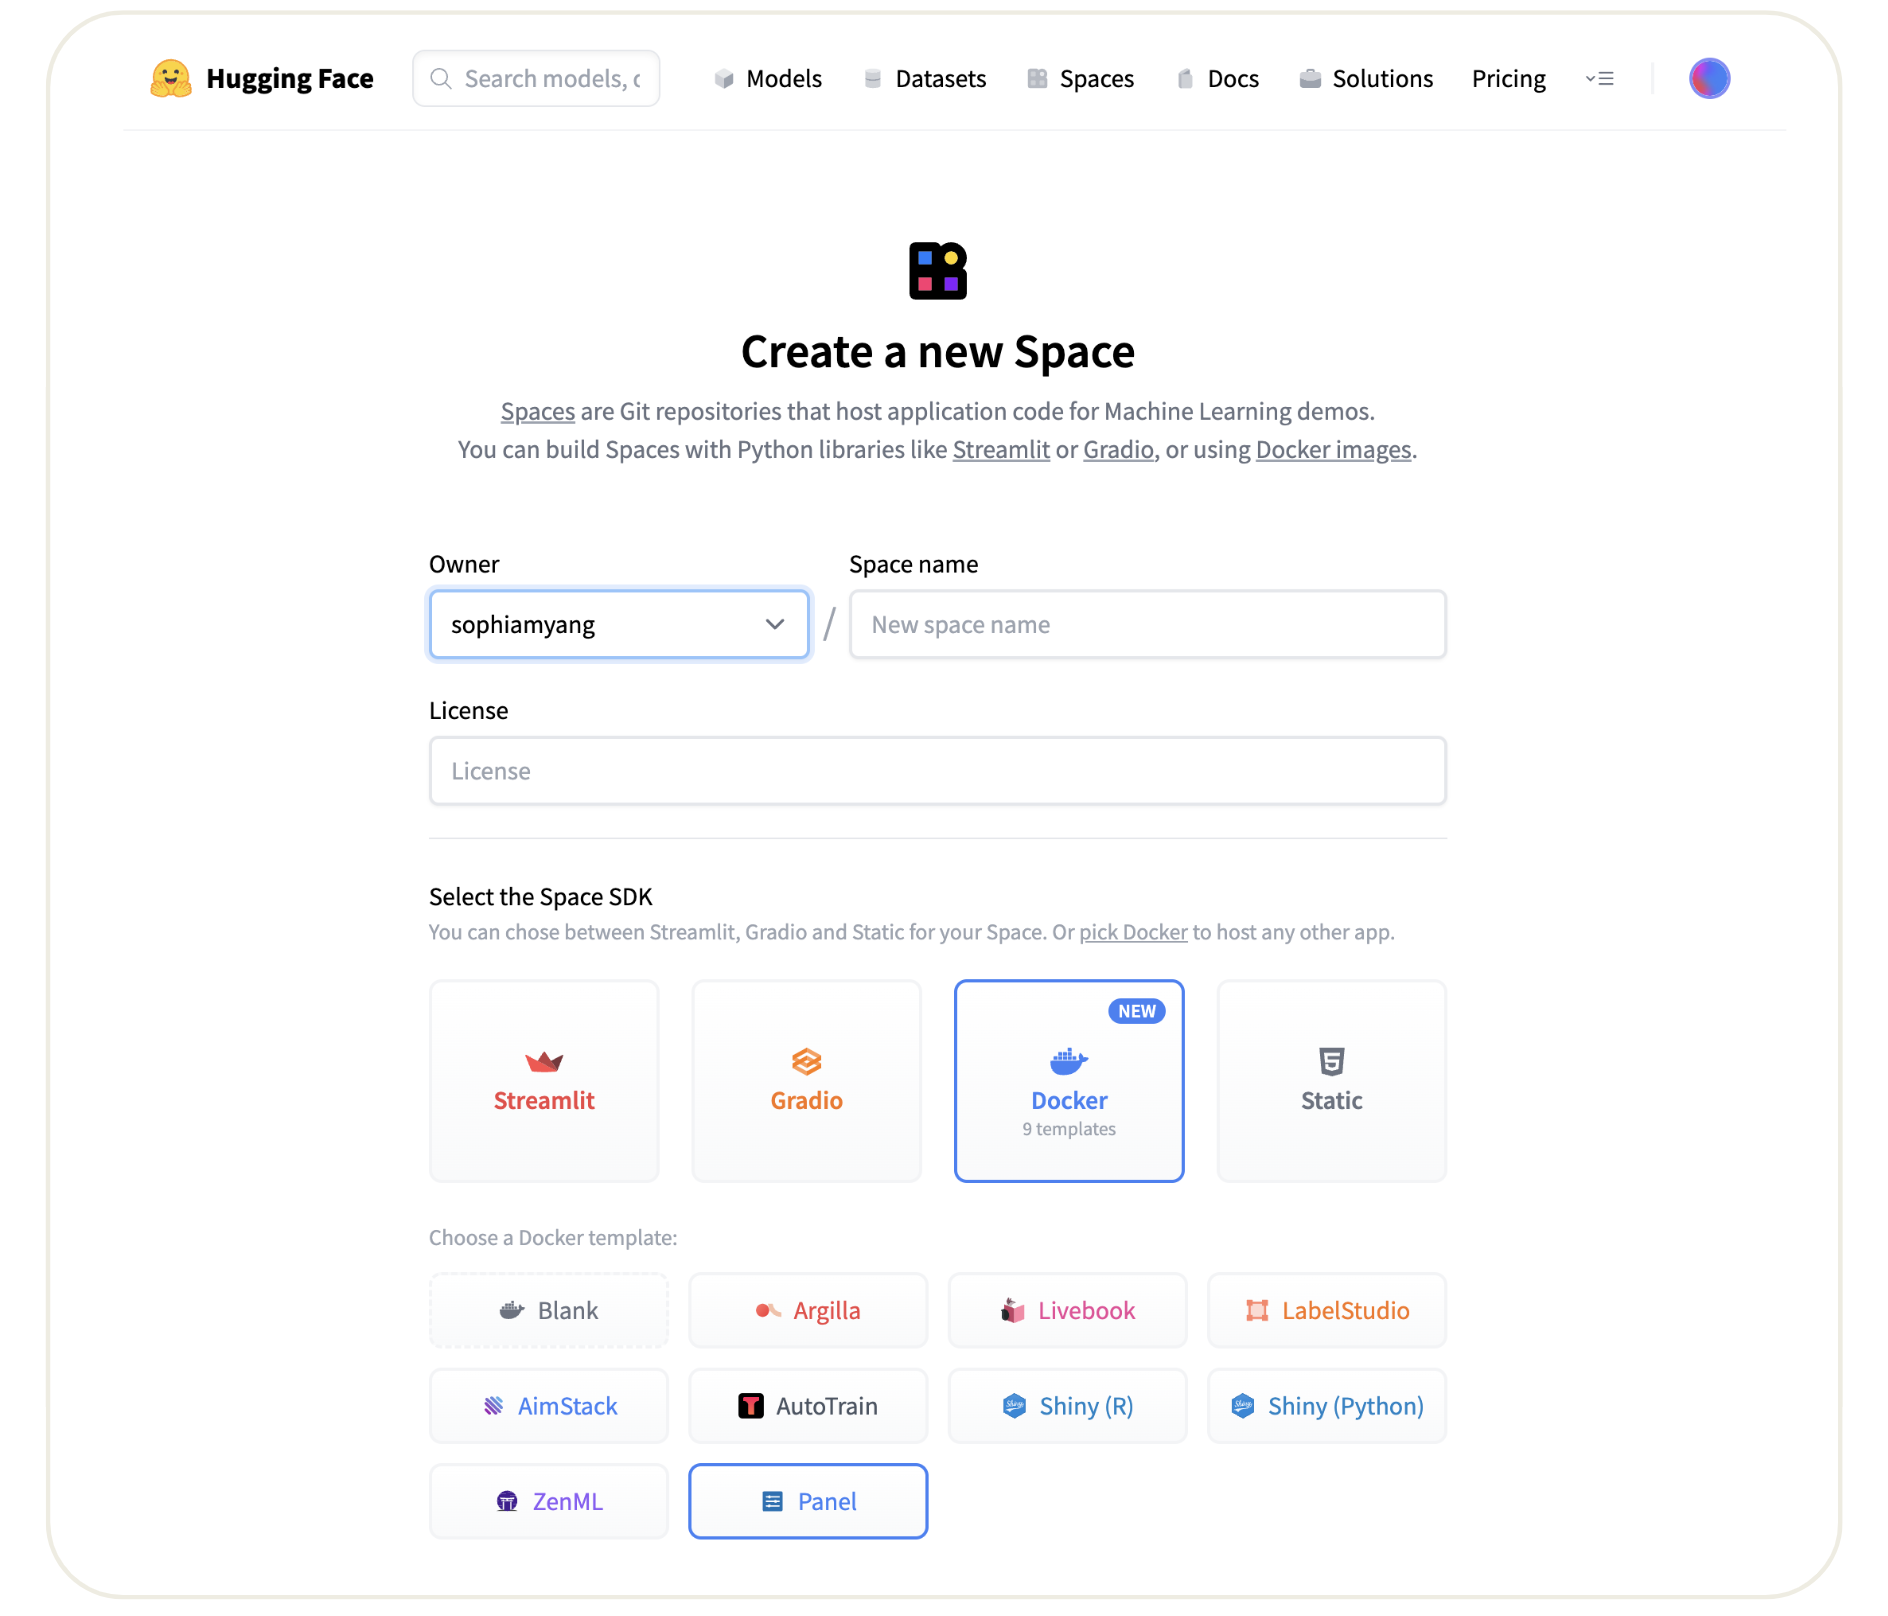 Hugging Face
Search models, c
Models
Datasets
Spaces
Docs
Solutions
Pricing
Create a new Space
Spaces are Git repositories that host application code for Machine Learning demos.
You can build Spaces with Python libraries like Streamlit or Gradio, or using Docker images.
Owner
Space name
sophiamyang
/
New space name
License
License
Select the Space SDK
You can chose between Streamlit, Gradio and Static for your Space. Or pick Docker to host any other app.
Streamlit
Gradio
NEW
Docker
9 templates
Static
Choose a Docker template:
Blank
Argilla
Livebook
LabelStudio
AimStack
AutoTrain
Shiny (R)
Shiny (Python)
ZenML
Panel